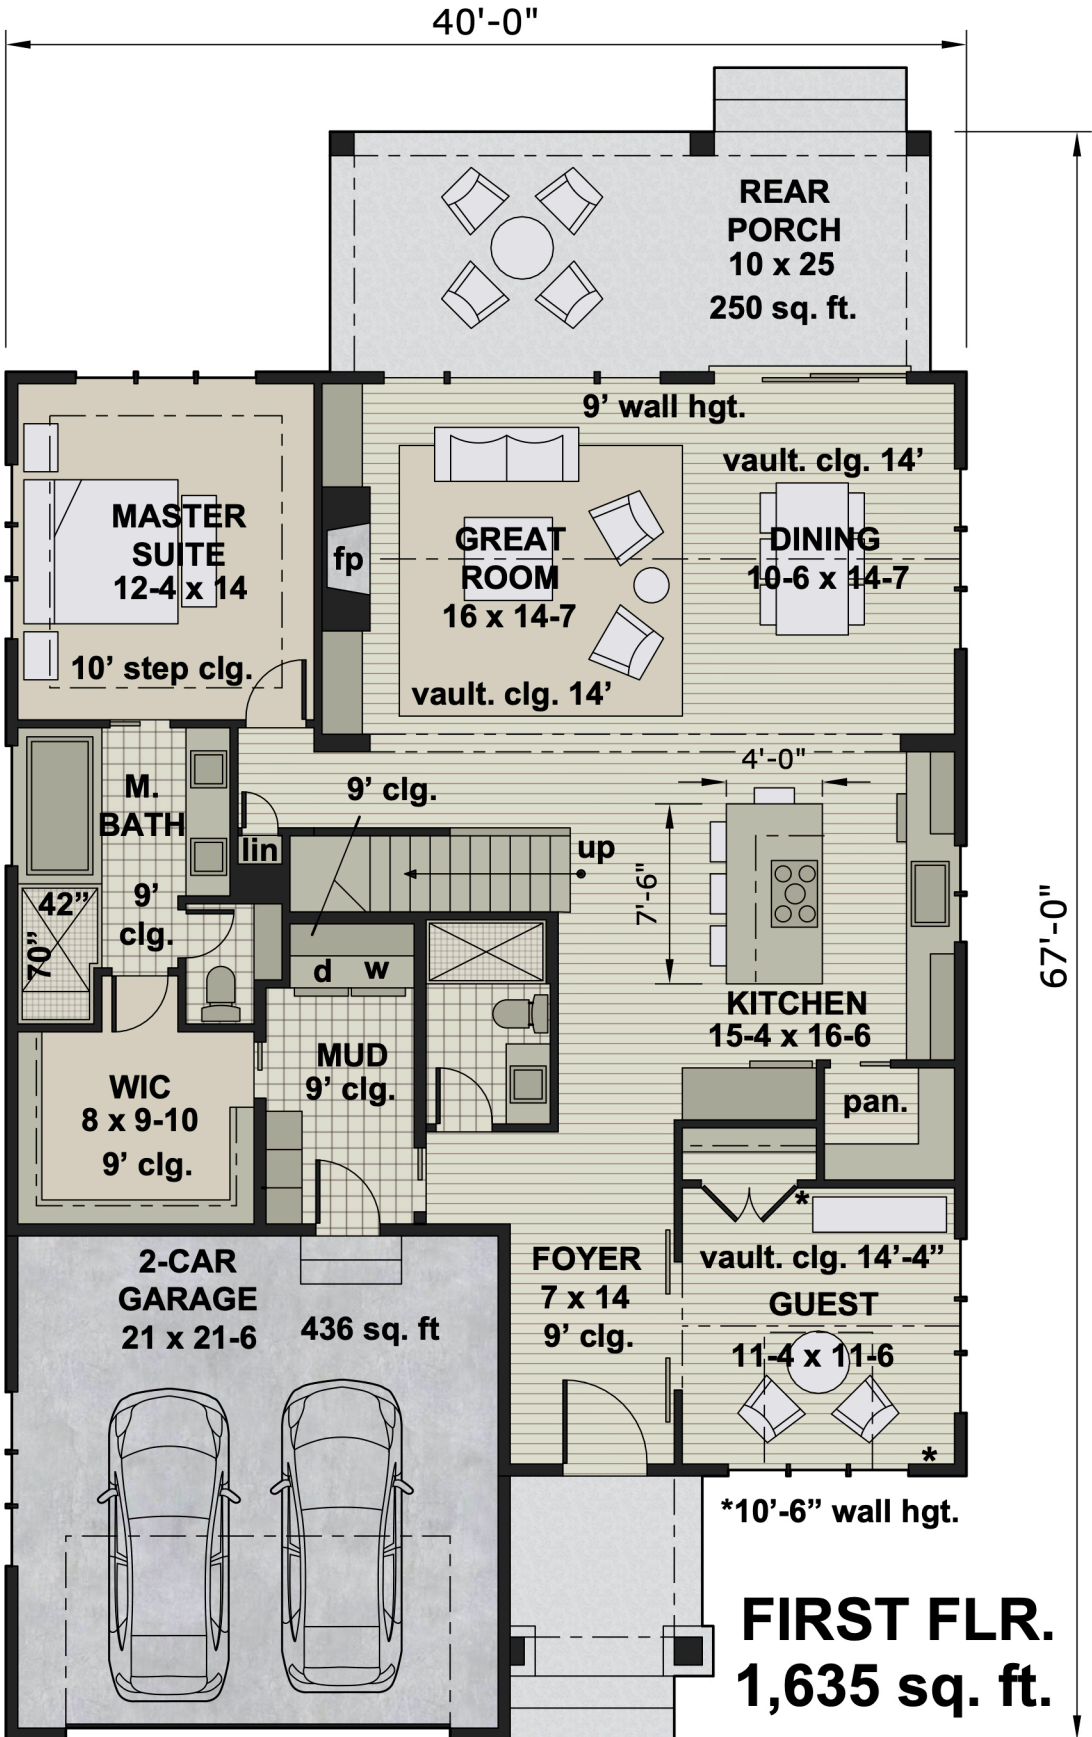 40'-0"
REAR
PORCH
10 x 25
250 sq. ft.
9’ wall hgt.
vault. clg. 14’
MASTER
SUITE
12-4 x 14
10’ step clg.
fp
GREAT
ROOM
16 x 14-7
vault. clg. 14’
DINING
10-6 x 14-7
4'-0"
9’ clg.
M.
BATH
9’
clg.
lin
up
7'-6"
42”
70”
d
w
KITCHEN
15-4 x 16-6
67'-0"
MUD
9’ clg.
WIC
8 x 9-10
9’ clg.
pan.
*
2-CAR
GARAGE
21 x 21-6
436 sq. ft
FOYER
7 x 14
9’ clg.
vault. clg. 14’-4”
GUEST
11-4 x 11-6
*
*10’-6” wall hgt.
FIRST FLR.
1,635 sq. ft.